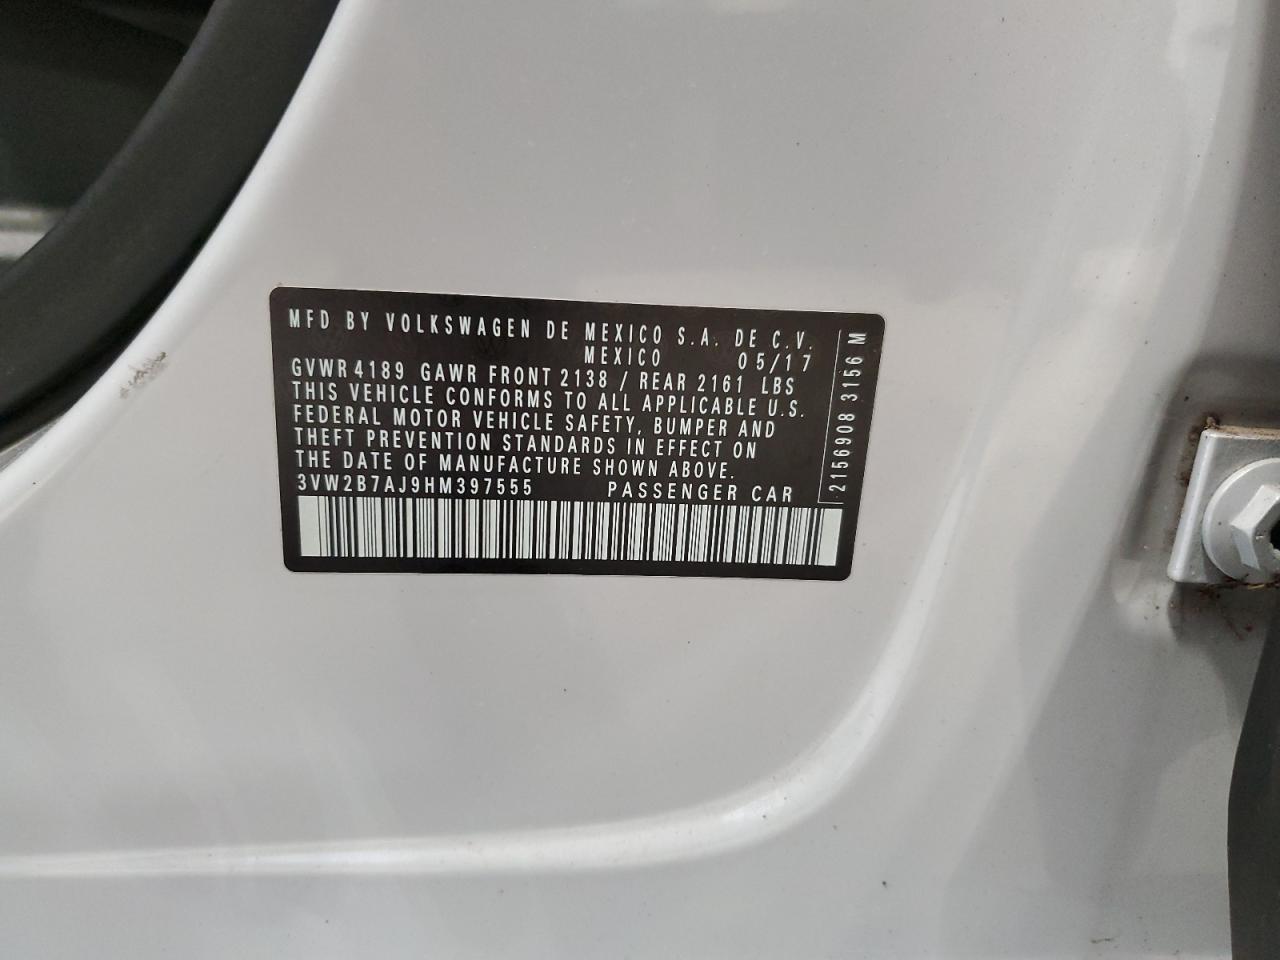 MFD BY VOLKSWAGEN DE MEXICO S.A. DE C.V.
MEXICO 05/17
GVWR 4189 GAWR FRONT 2138 / REAR 2161 LBS
THIS VEHICLE CONFORMS TO ALL APPLICABLE U.S.
FEDERAL MOTOR VEHICLE SAFETY, BUMPER AND
THEFT PREVENTION STANDARDS IN EFFECT ON
THE DATE OF MANUFACTURE SHOWN ABOVE.
3VW2B7AJ9HM397555 PASSENGER CAR
2156908 3156 M